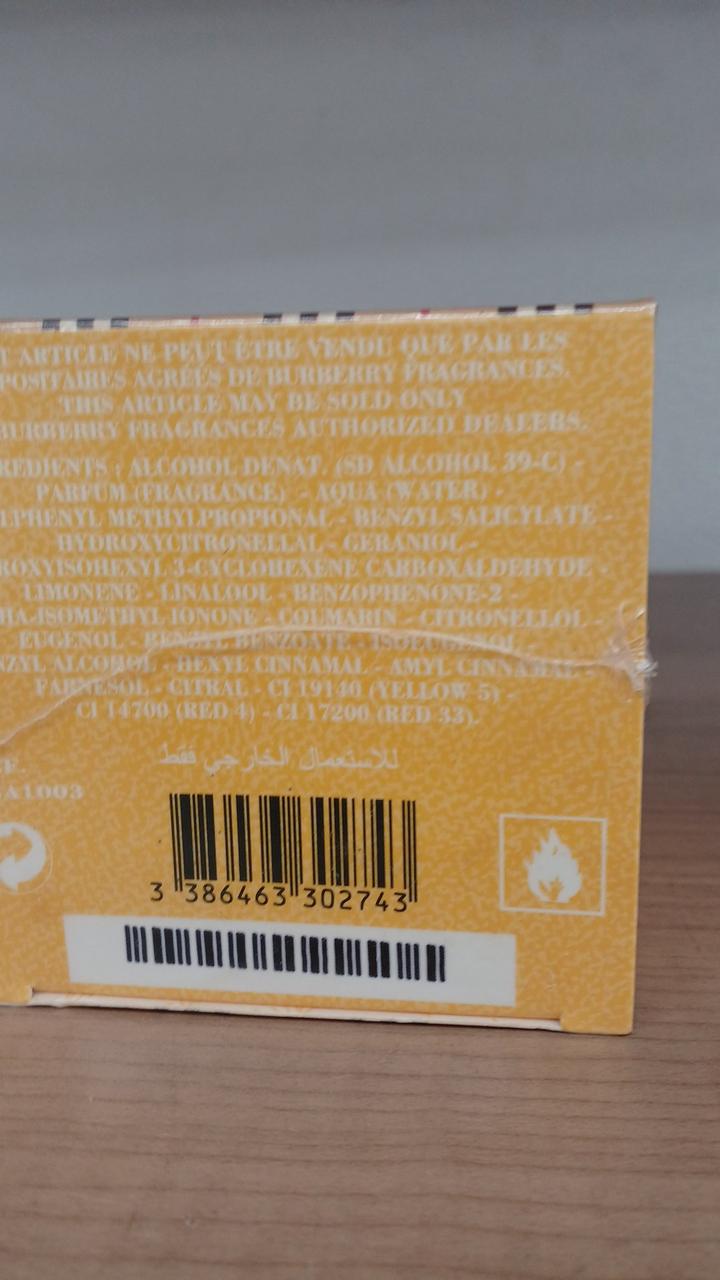 ARTICLE NE PEUT ÊTRE VENDU QUE PAR LES
POSITAIRES AGRÉÉS DE BURBERRY FRAGRANCES.
THIS ARTICLE MAY BE SOLD ONLY
BURBERRY FRAGRANCES AUTHORIZED DEALERS.
REDIENTS : ALCOHOL DENAT. (SD ALCOHOL 39-C) -
PARFUM (FRAGRANCE) - AQUA (WATER) -
LPHENYL METHYLPROPIONAL - BENZYL SALICYLATE -
HYDROXYCITRONELLAL - GERANIOL -
ROXYISOHEXYL 3-CYCLOHEXENE CARBOXALDEHYDE -
LIMONENE - LINALOOL - BENZOPHENONE-2 -
HA-ISOMETHYL IONONE - COUMARIN - CITRONELLOL -
EUGENOL - BENZYL BENZOATE - ISOEUGENOL -
NZYL ALCOHOL - HEXYL CINNAMAL - AMYL CINNAMAL -
FARNESOL - CITRAL - CI 19140 (YELLOW 5) -
CI 14700 (RED 4) - CI 17200 (RED 33).
للاستعمال الخارجي فقط
A1003
3 386463 302743